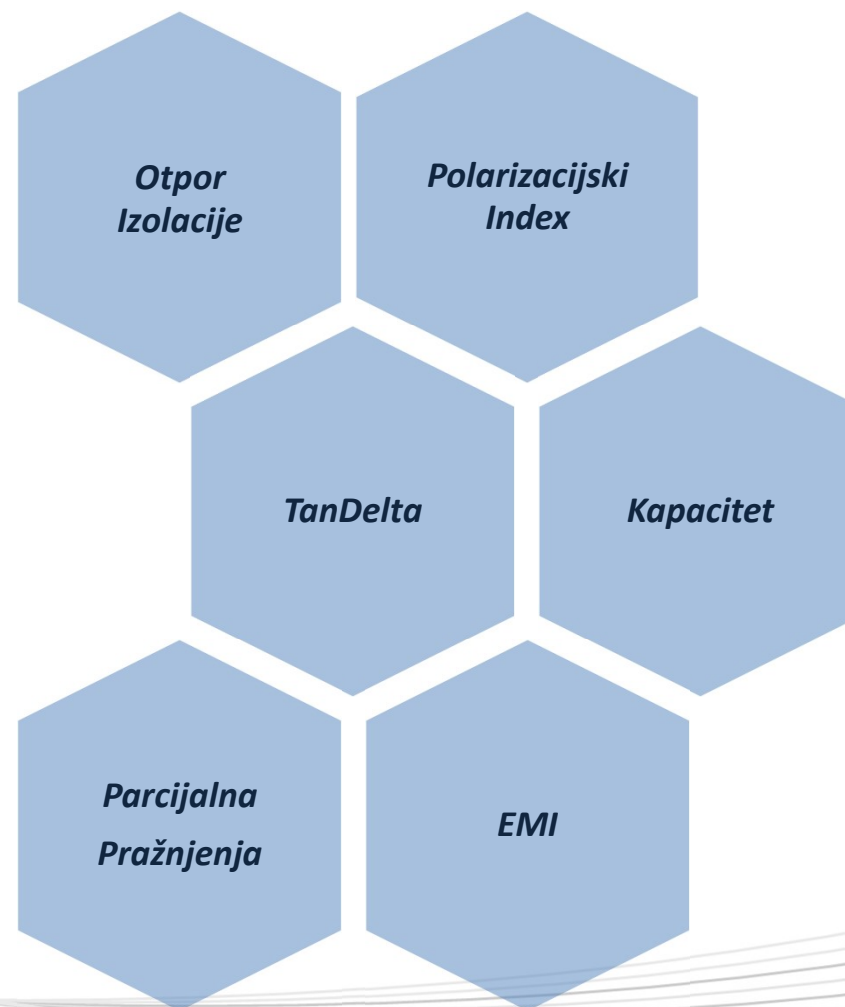 Otpor
Izolacije
Polarizacijski
Index
TanDelta
Kapacitet
Parcijalna
Pražnjenja
EMI